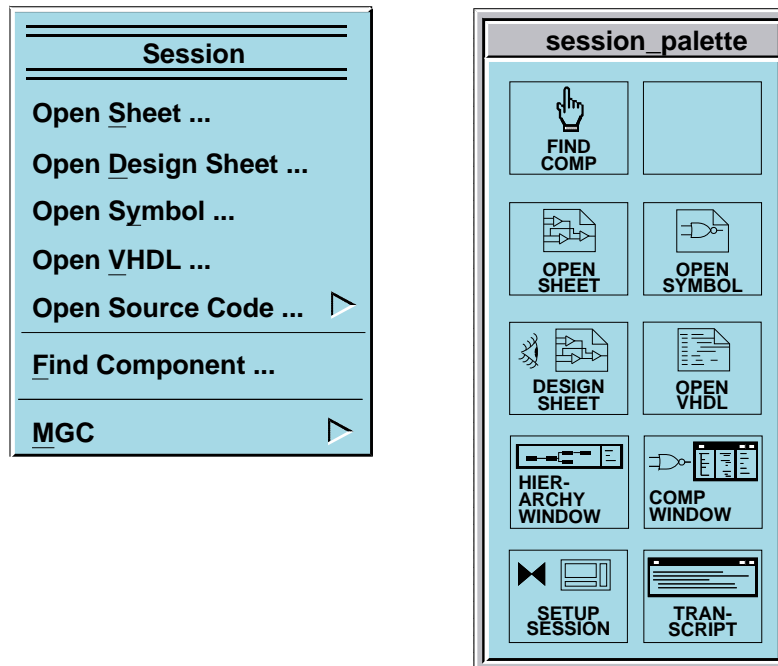 Session
Open Sheet ...
Open Design Sheet ...
Open Symbol ...
Open VHDL ...
Open Source Code ...
Find Component ...
MGC
session_palette
FIND
COMP
OPEN
SHEET
OPEN
SYMBOL
DESIGN
SHEET
OPEN
VHDL
HIER-
ARCHY
WINDOW
COMP
WINDOW
SETUP
SESSION
TRAN-
SCRIPT